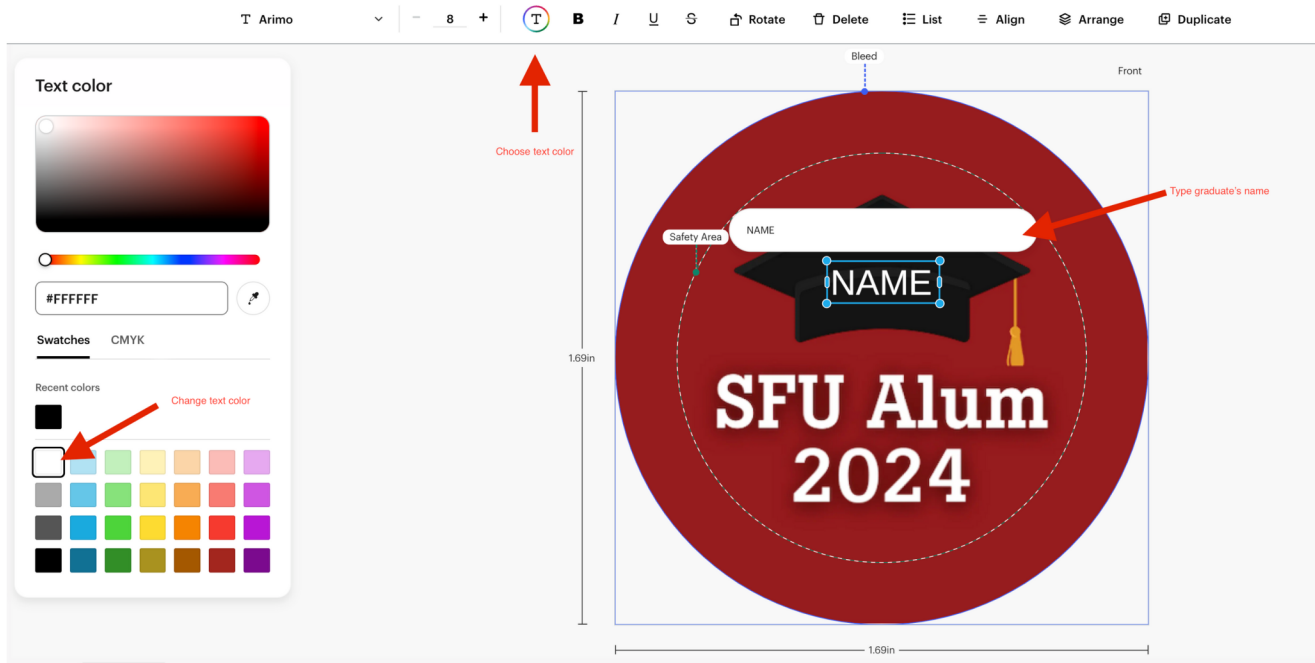 T Arimo
− 8 +
T B I U S Rotate Delete List Align Arrange Duplicate
Text color
#FFFFFF
Swatches CMYK
Recent colors
Change text color
Choose text color
Bleed
Front
Type graduate's name
Safety Area
NAME
NAME
SFU Alum
2024
1.69in
1.69in